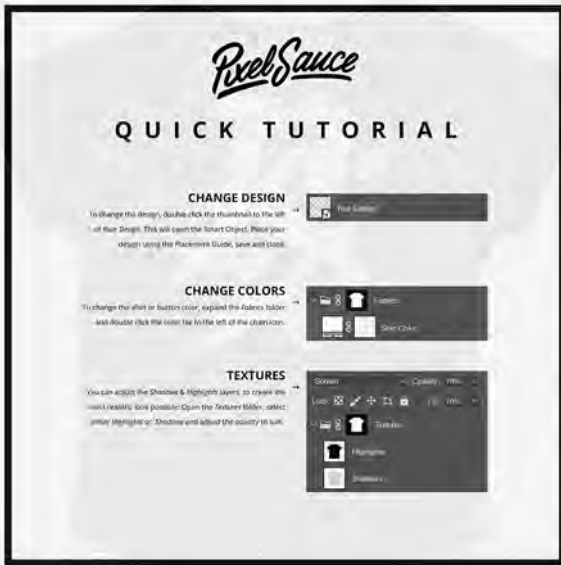 Pixel Sauce
QUICK TUTORIAL
CHANGE DESIGN
To change the design, double click the thumbnail to the left
of Your Design. This will open the Smart Object. Place your
design using the Placement Guide, save and close.
→ Your Design
CHANGE COLORS
To change the shirt or button color, expand the Fabrics folder
and double click the color tile to the left of the chain icon.
→ Fabrics
Shirt Color
TEXTURES
You can adjust the Shadows & Highlights layers, to create the
most realistic look possible. Open the Textures folder, select
either Highlights or Shadows and adjust the opacity to suit.
→ Screen Opacity:
Lock:
Textures
Highlights
Shadows